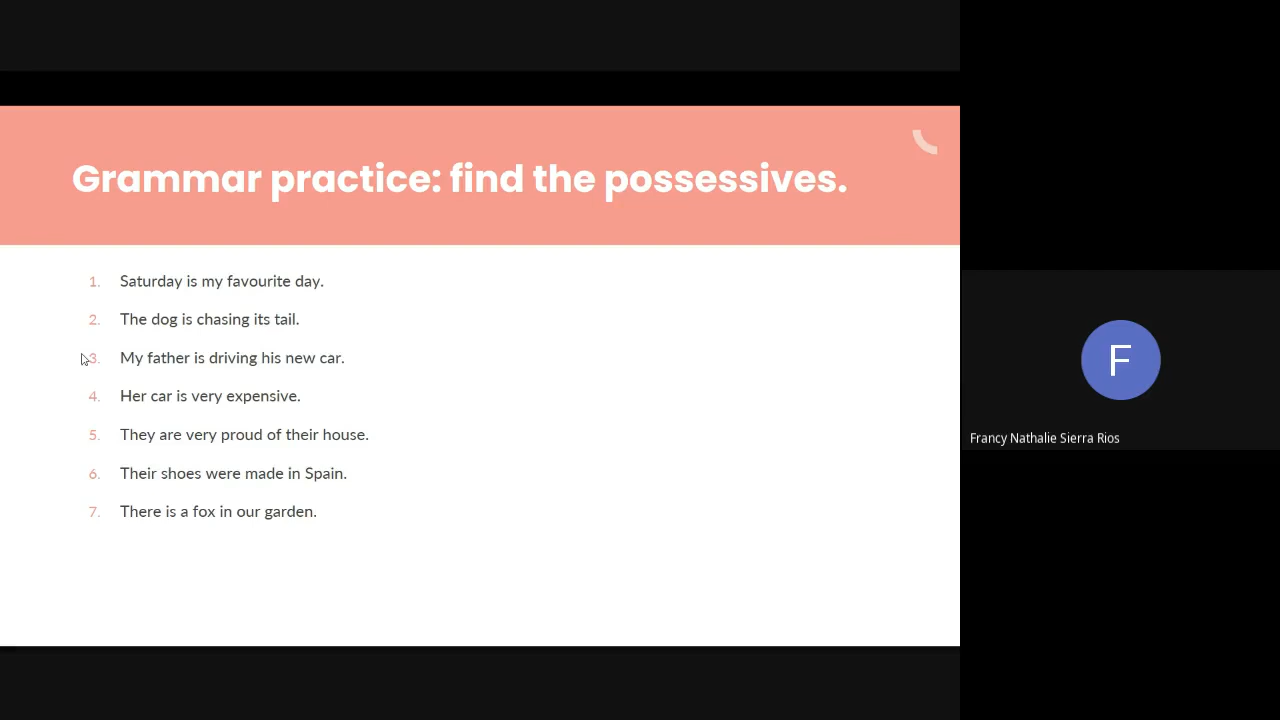 Grammar practice: find the possessives.
1. Saturday is my favourite day.
2. The dog is chasing its tail.
3. My father is driving his new car.
4. Her car is very expensive.
5. They are very proud of their house.
6. Their shoes were made in Spain.
7. There is a fox in our garden.
F
Francy Nathalie Sierra Rios